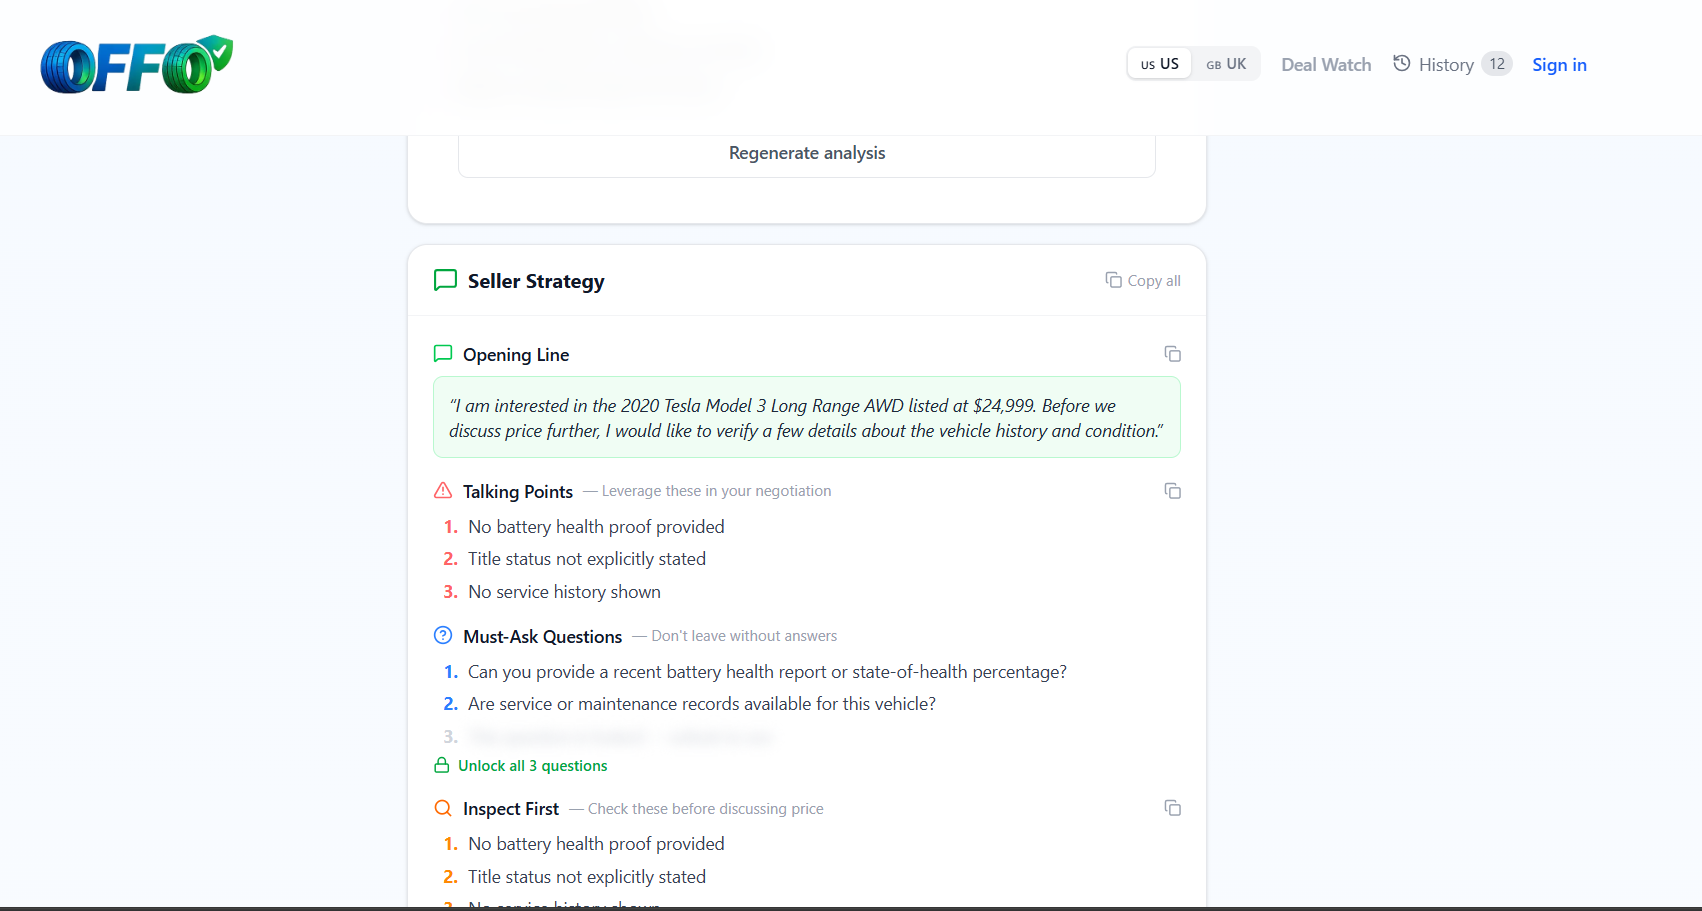 OFFO
US US
GB UK
Deal Watch
History 12
Sign in
Regenerate analysis
Seller Strategy
Copy all
Opening Line
“I am interested in the 2020 Tesla Model 3 Long Range AWD listed at $24,999. Before we
discuss price further, I would like to verify a few details about the vehicle history and condition.”
Talking Points — Leverage these in your negotiation
1. No battery health proof provided
2. Title status not explicitly stated
3. No service history shown
Must-Ask Questions — Don't leave without answers
1. Can you provide a recent battery health report or state-of-health percentage?
2. Are service or maintenance records available for this vehicle?
3.
Unlock all 3 questions
Inspect First — Check these before discussing price
1. No battery health proof provided
2. Title status not explicitly stated
3. No service history shown